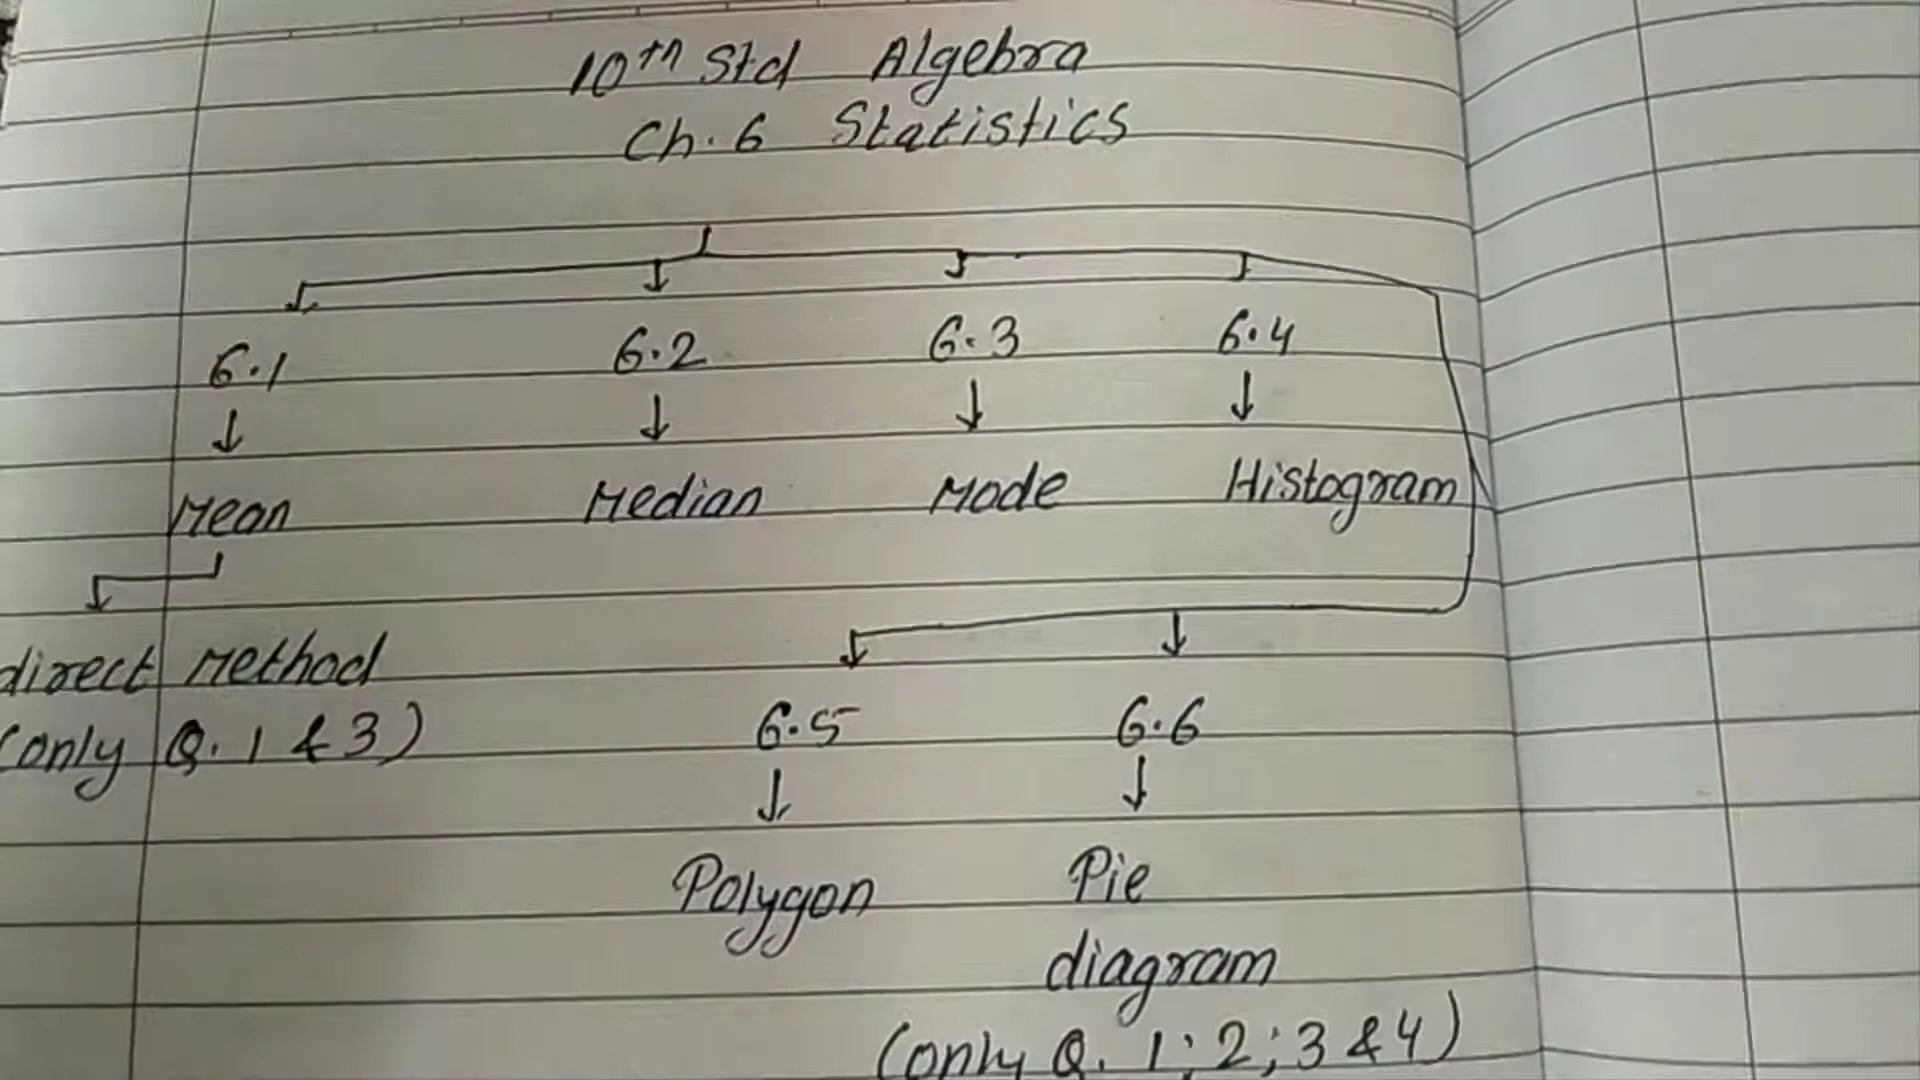 10th Std Algebra
Ch. 6 Statistics
6.1 6.2 6.3 6.4
Mean Median Mode Histogram
direct Method
(only Q. 1 & 3)
6.5 6.6
Polygon Pie
diagram
(only Q. 1; 2; 3 & 4)